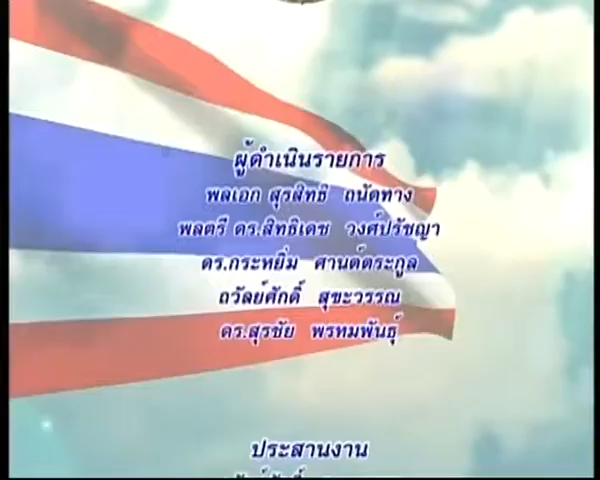 ผู้ดำเนินรายการ
พลเอก สุรสิทธิ์ ถนัดทาง
พลตรี ดร.สิทธิเดช วงศ์ปรัชญา
ดร.กระหยิ่ม ศานต์ตระกูล
ถวัลย์ศักดิ์ สุขะวรรณ
ดร.สุรชัย พรหมพันธุ์
ประสานงาน